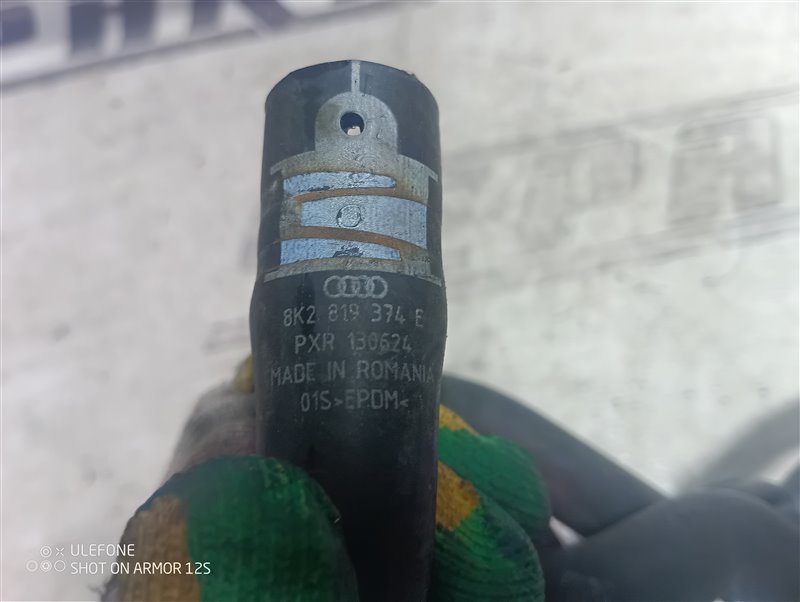 8K2 819 374 E
PXR 130624
MADE IN ROMANIA
01S >EPDM<
ULEFONE
SHOT ON ARMOR 12S